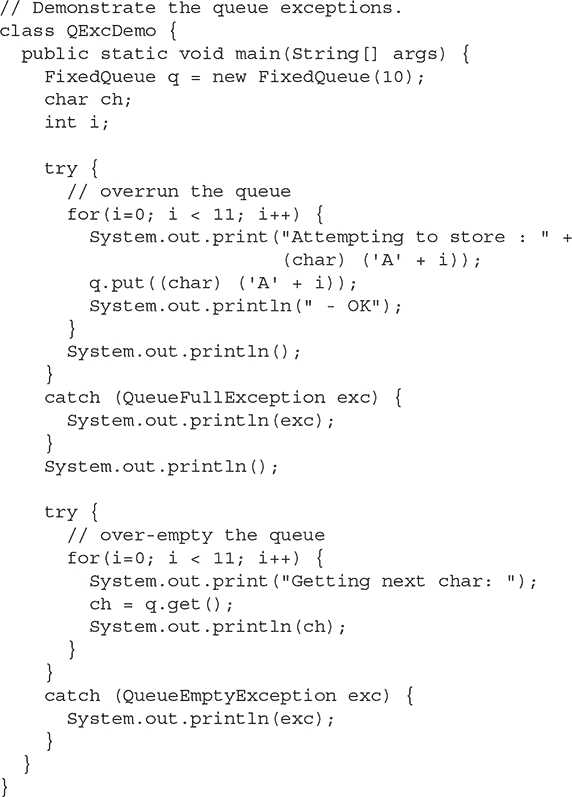 // Demonstrate the queue exceptions.
class QExcDemo {
  public static void main(String[] args) {
    FixedQueue q = new FixedQueue(10);
    char ch;
    int i;

    try {
      // overrun the queue
      for(i=0; i < 11; i++) {
        System.out.print("Attempting to store : " +
                         (char) ('A' + i));
        q.put((char) ('A' + i));
        System.out.println(" - OK");
      }
      System.out.println();
    }
    catch (QueueFullException exc) {
      System.out.println(exc);
    }
    System.out.println();

    try {
      // over-empty the queue
      for(i=0; i < 11; i++) {
        System.out.print("Getting next char: ");
        ch = q.get();
        System.out.println(ch);
      }
    }
    catch (QueueEmptyException exc) {
      System.out.println(exc);
    }
  }
}